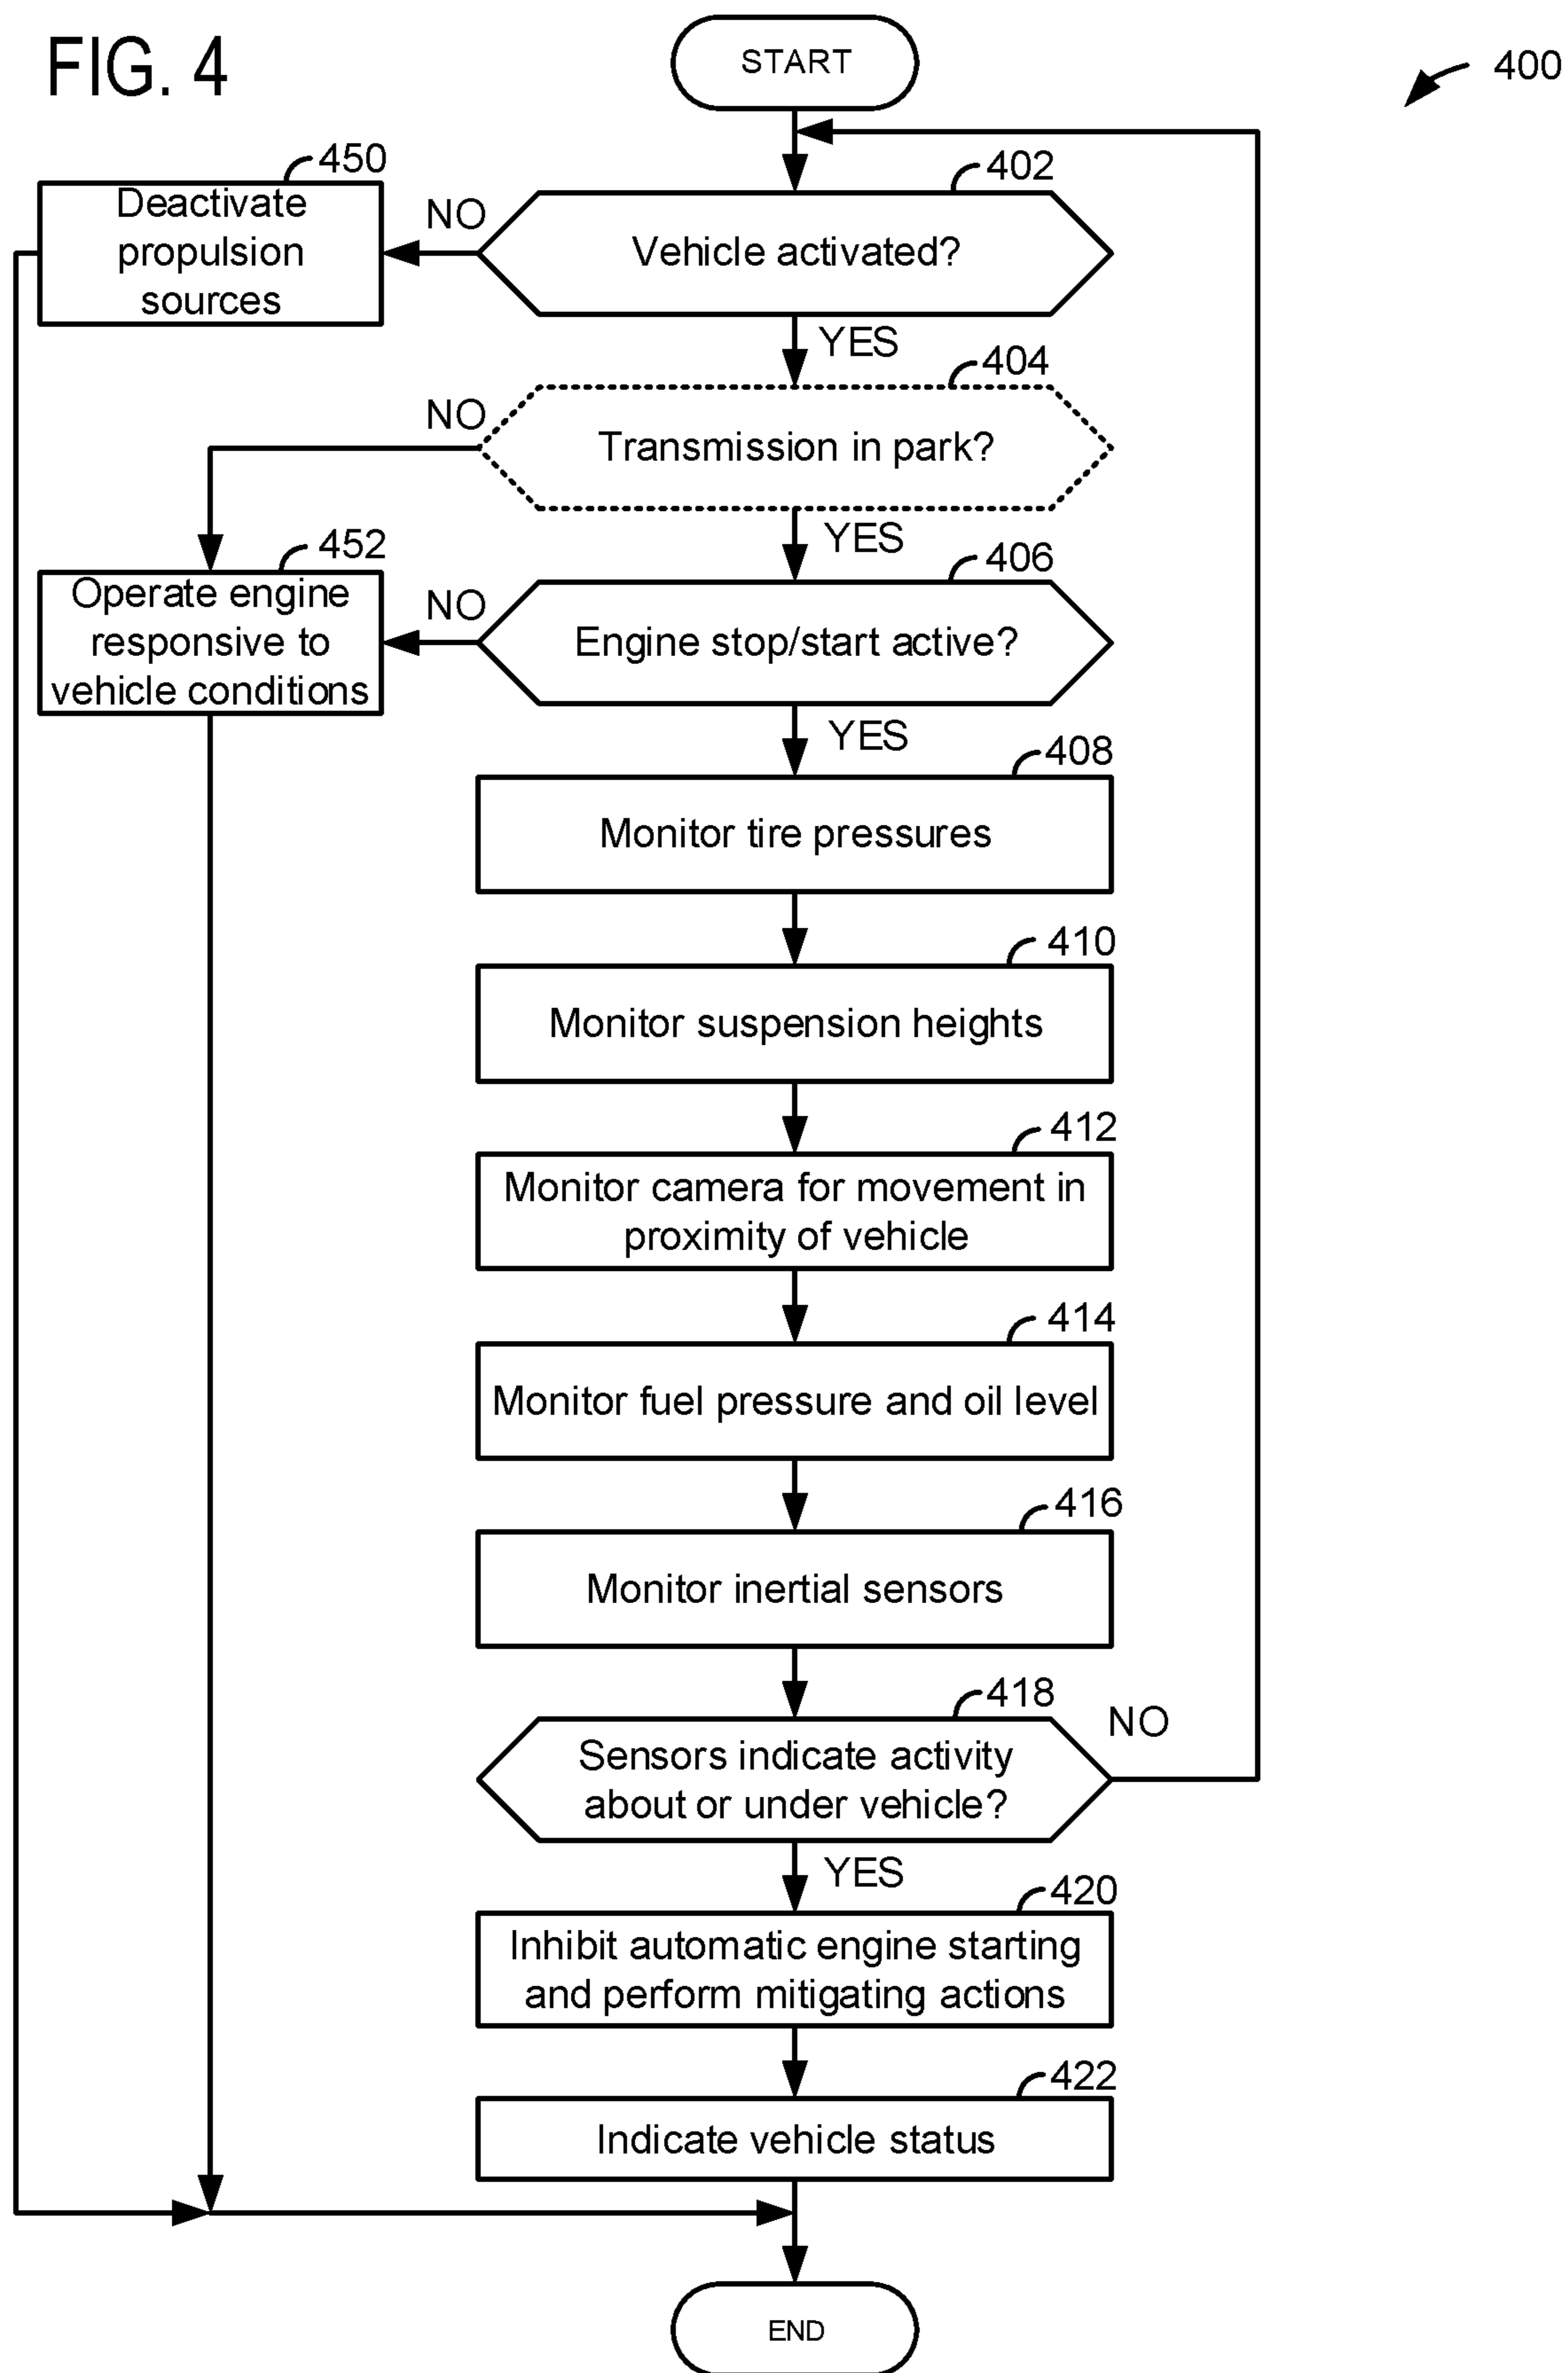 FIG. 4
START
400
450
402
Deactivate
propulsion
sources
NO
Vehicle activated?
YES
404
NO
Transmission in park?
YES
452
406
Operate engine
responsive to
vehicle conditions
NO
Engine stop/start active?
YES
408
Monitor tire pressures
410
Monitor suspension heights
412
Monitor camera for movement in
proximity of vehicle
414
Monitor fuel pressure and oil level
416
Monitor inertial sensors
418
NO
Sensors indicate activity
about or under vehicle?
YES
420
Inhibit automatic engine starting
and perform mitigating actions
422
Indicate vehicle status
END